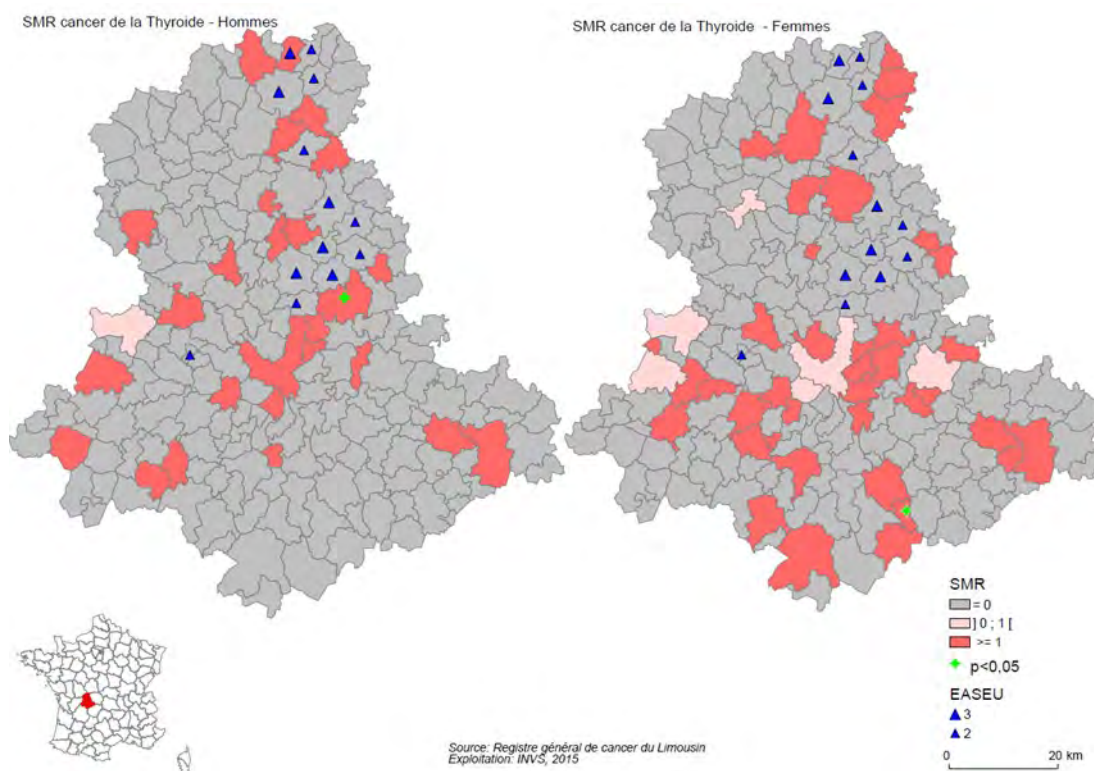 SMR cancer de la Thyroide - Hommes
SMR cancer de la Thyroide - Femmes
SMR
= 0
] 0 ; 1 [
>= 1
p<0,05
EASEU
3
2
Source: Registre général de cancer du Limousin
Exploitation: INVS, 2015
0 20 km